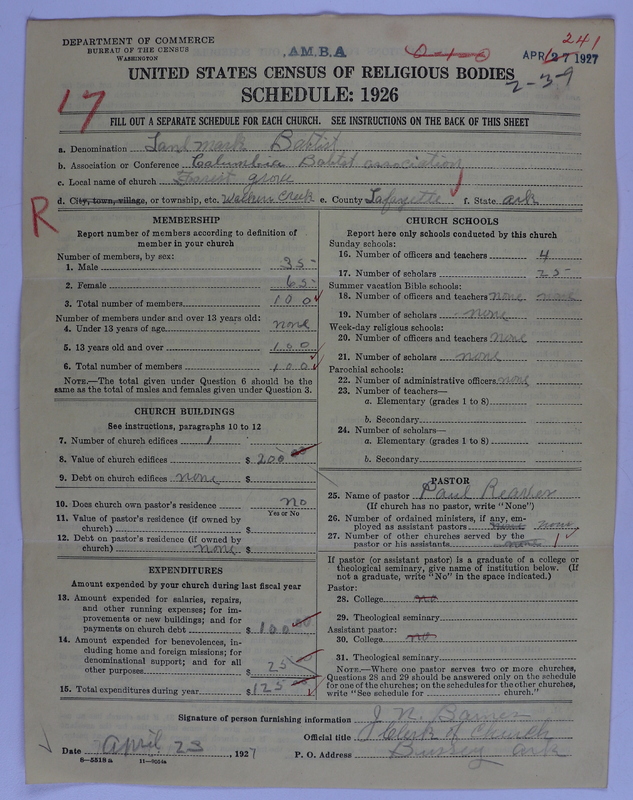 DEPARTMENT OF COMMERCE
BUREAU OF THE CENSUS
WASHINGTON
A.M.B.A
0-1-0
241
APR 27 1927
2-3-9
UNITED STATES CENSUS OF RELIGIOUS BODIES
SCHEDULE: 1926
17
FILL OUT A SEPARATE SCHEDULE FOR EACH CHURCH. SEE INSTRUCTIONS ON THE BACK OF THIS SHEET
a. Denomination Land mark Baptist
b. Association or Conference Columbia Baptst association
c. Local name of church Forrest grove
R
d. City, town, village, or township, etc. Walker Creek e. County Lafayette f. State Ark
MEMBERSHIP
Report number of members according to definition of
member in your church
Number of members, by sex:
1. Male 35
2. Female 65
3. Total number of members 100
Number of members under and over 13 years old:
4. Under 13 years of age none
5. 13 years old and over 100
6. Total number of members 100
NOTE.—The total given under Question 6 should be the
same as the total of males and females given under Question 3.
CHURCH BUILDINGS
See instructions, paragraphs 10 to 12
7. Number of church edifices 1
8. Value of church edifices $ 200 00
9. Debt on church edifices none $
10. Does church own pastor's residence no
Yes or No
11. Value of pastor's residence (if owned by
church) $
12. Debt on pastor's residence (if owned by
church) none $
EXPENDITURES
Amount expended by your church during last fiscal year
13. Amount expended for salaries, repairs,
and other running expenses; for im-
provements or new buildings; and for
payments on church debt $ 100 00
14. Amount expended for benevolences, in-
cluding home and foreign missions; for
denominational support; and for all
other purposes $ 25
15. Total expenditures during year $ 125
CHURCH SCHOOLS
Report here only schools conducted by this church
Sunday schools:
16. Number of officers and teachers 4
17. Number of scholars 25
Summer vacation Bible schools:
18. Number of officers and teachers none none
19. Number of scholars none
Week-day religious schools:
20. Number of officers and teachers none
21. Number of scholars none
Parochial schools:
22. Number of administrative officers none
23. Number of teachers—
a. Elementary (grades 1 to 8)
b. Secondary
24. Number of scholars—
a. Elementary (grades 1 to 8)
b. Secondary
PASTOR
25. Name of pastor Paul
(If church has no pastor, write "None")
26. Number of ordained ministers, if any, em-
ployed as assistant pastors none none
27. Number of other churches served by the
pastor or his assistants 1
If pastor (or assistant pastor) is a graduate of a college or
theological seminary, give name of institution below. (If
not a graduate, write "No" in the space indicated.)
Pastor:
28. College no
29. Theological seminary
Assistant pastor:
30. College no
31. Theological seminary
NOTE.—Where one pastor serves two or more churches,
Questions 28 and 29 should be answered only on the schedule
for one of the churches; on the schedules for the other churches,
write "See schedule for church."
Signature of person furnishing information J. N. Barnes
Official title Clerk of Church
Date April 23, 1927 P. O. Address Bussey Ark
8—5518 a 11—9054a